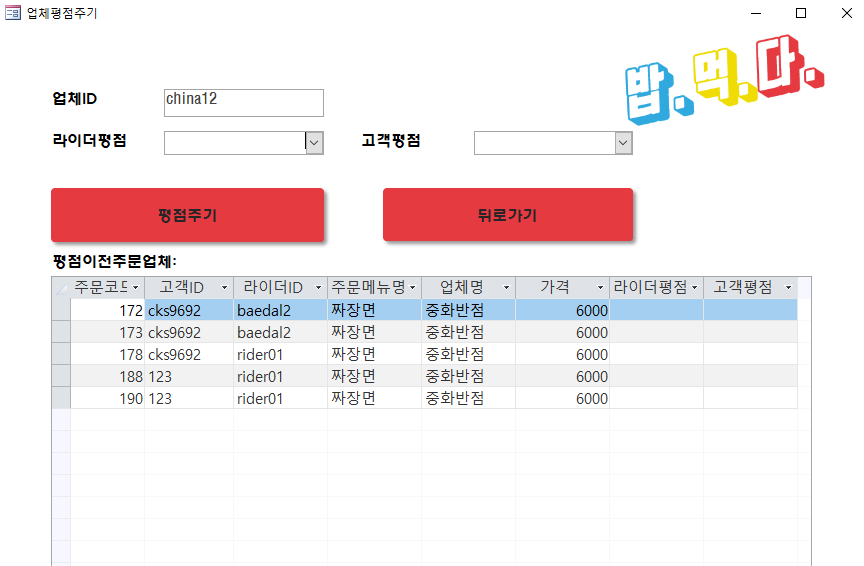 업체평점주기
밥.먹.다.
업체ID china12
라이더평점 고객평점
평점주기 뒤로가기
평점이전주문업체:
주문코드 고객ID 라이더ID 주문메뉴명 업체명 가격 라이더평점 고객평점
172 cks9692 baedal2 짜장면 중화반점 6000
173 cks9692 baedal2 짜장면 중화반점 6000
178 cks9692 rider01 짜장면 중화반점 6000
188 123 rider01 짜장면 중화반점 6000
190 123 rider01 짜장면 중화반점 6000